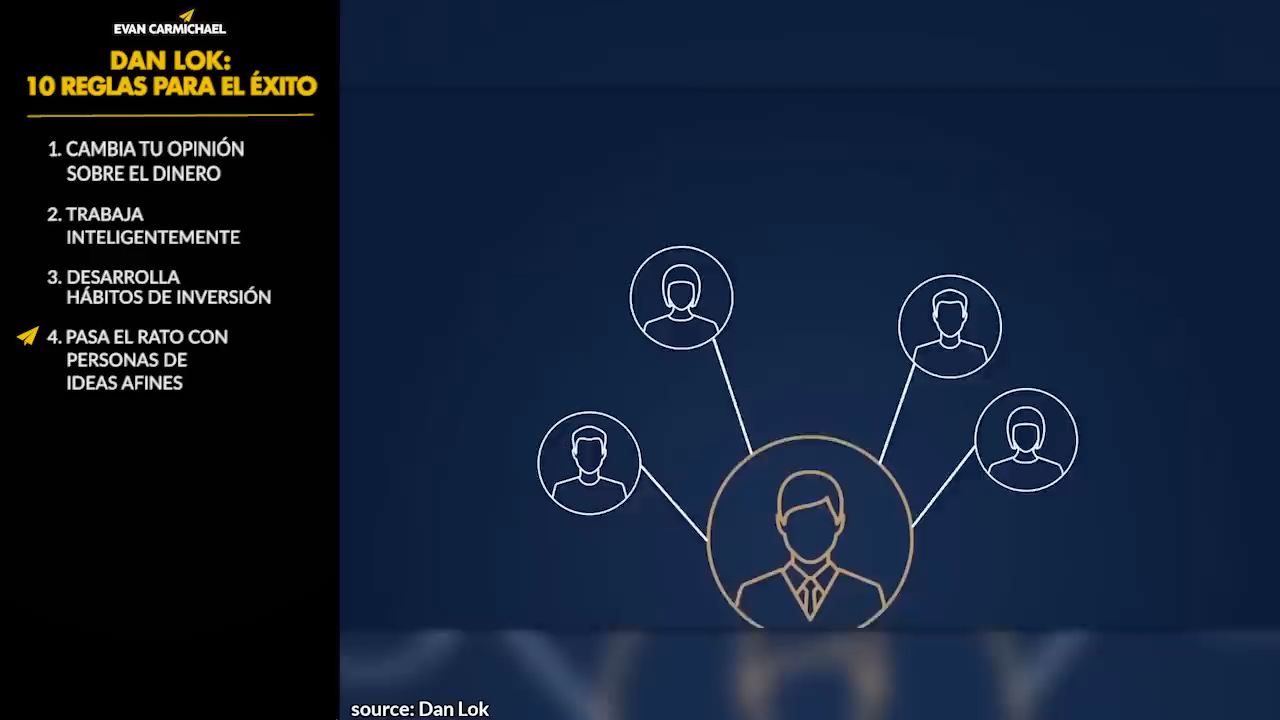 EVAN CARMICHAEL
DAN LOK:
10 REGLAS PARA EL ÉXITO
1. CAMBIA TU OPINIÓN
SOBRE EL DINERO
2. TRABAJA
INTELIGENTEMENTE
3. DESARROLLA
HÁBITOS DE INVERSIÓN
4. PASA EL RATO CON
PERSONAS DE
IDEAS AFINES
source: Dan Lok